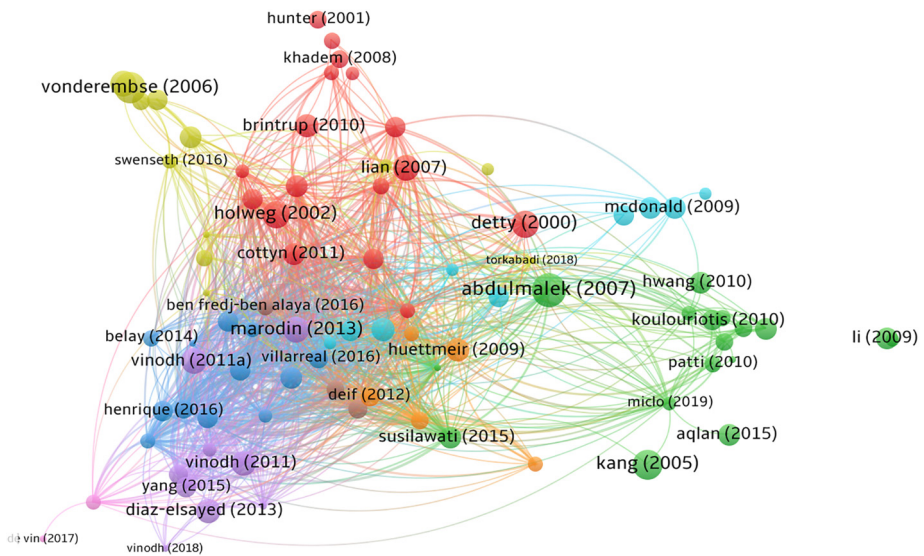 hunter (2001)
khadem (2008)
vonderembse (2006)
brintrup (2010)
swenseth (2016)
lian (2007)
holweg (2002)
mcdonald (2009)
detty (2000)
cottyn (2011)
torkabadi (2018)
hwang (2010)
abdulmalek (2007)
ben fredj-ben alaya (2016)
koulouriotis (2010)
marodin (2013)
belay (2014)
li (2009)
huettmeir (2009)
villarreal (2016)
vinodh (2011a)
patti (2010)
deif (2012)
miclo (2019)
henrique (2016)
aqlan (2015)
susilawati (2015)
vinodh (2011)
kang (2005)
yang (2015)
diaz-elsayed (2013)
de vin (2017)
vinodh (2018)